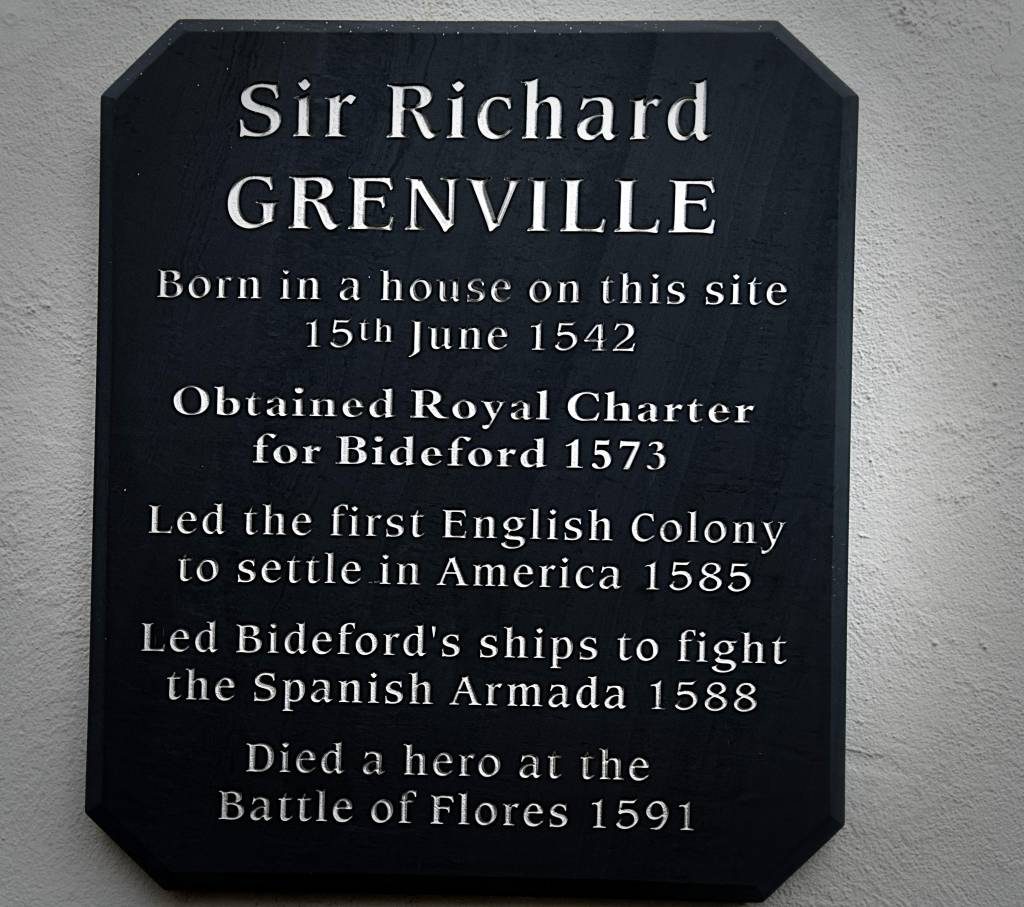 Sir Richard
GRENVILLE
Born in a house on this site
15th June 1542
Obtained Royal Charter
for Bideford 1573
Led the first English Colony
to settle in America 1585
Led Bideford's ships to fight
the Spanish Armada 1588
Died a hero at the
Battle of Flores 1591